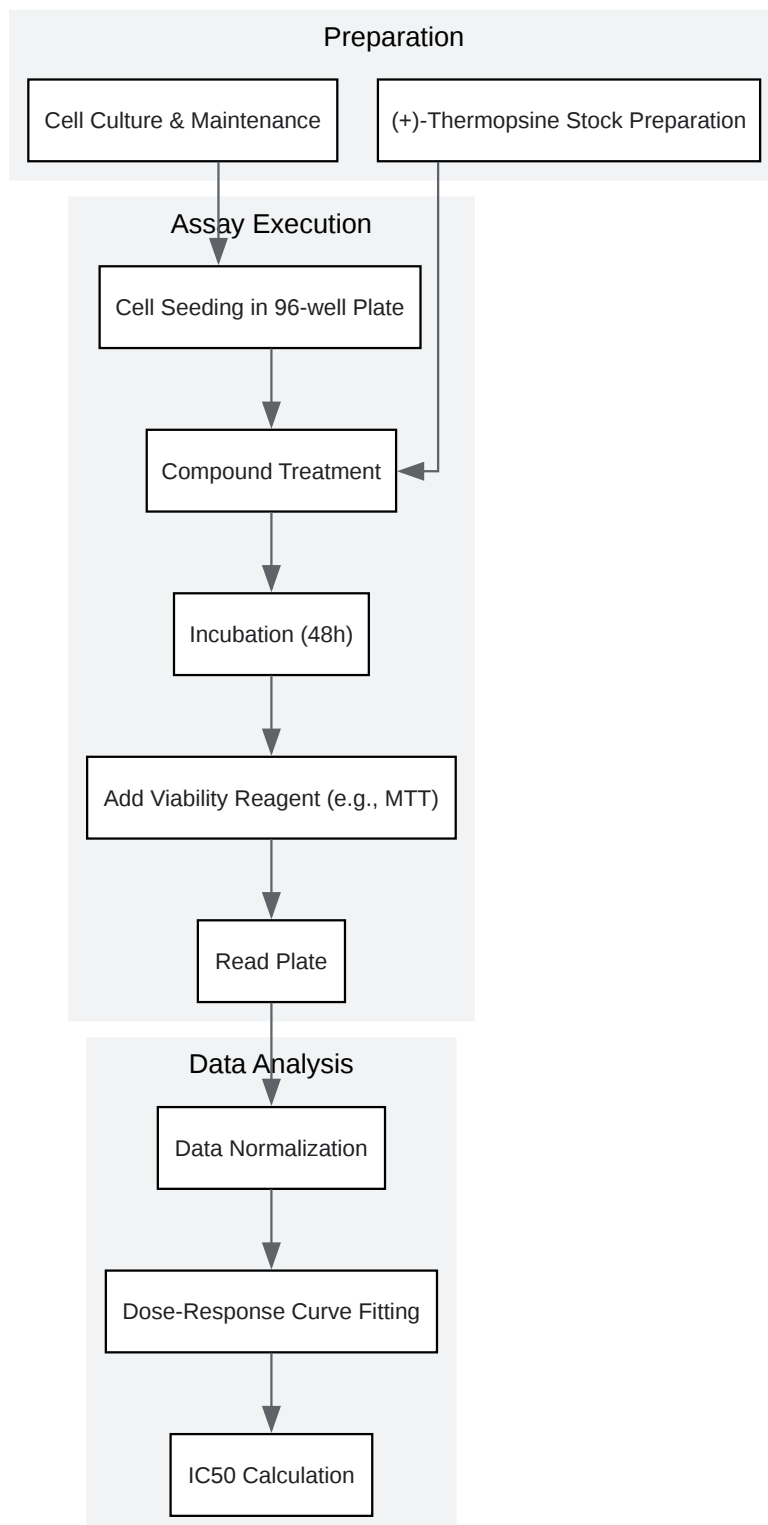 Preparation
Cell Culture & Maintenance
(+)-Thermopsine Stock Preparation
Assay Execution
Cell Seeding in 96-well Plate
Compound Treatment
Incubation (48h)
Add Viability Reagent (e.g., MTT)
Read Plate
Data Analysis
Data Normalization
Dose-Response Curve Fitting
IC50 Calculation